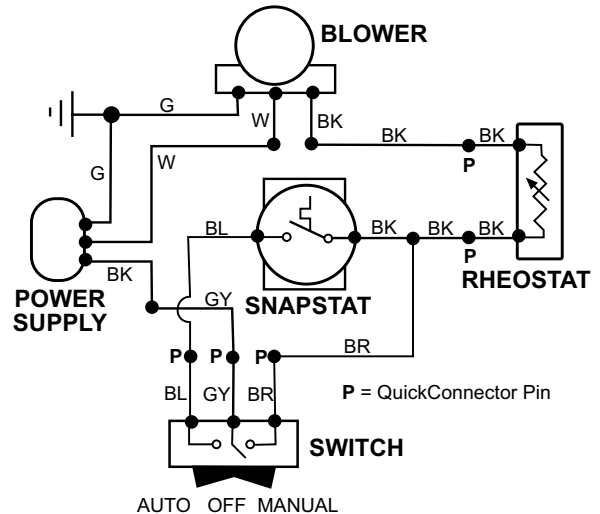 BLOWER
G
W
BK
BK
BK
P
W
G
BL
BK
BK
BK
P
BK
GY
SNAPSTAT
RHEOSTAT
POWER
SUPPLY
BR
P
P
P
BL
GY
BR
P = QuickConnector Pin
SWITCH
AUTO OFF MANUAL